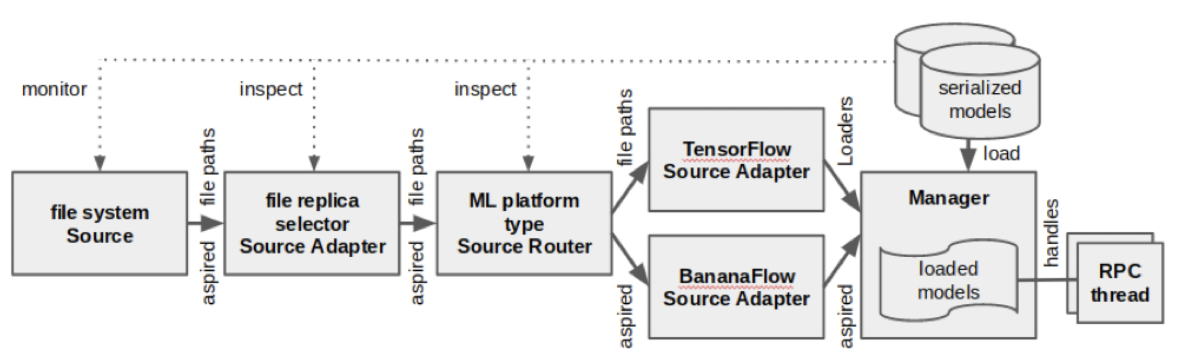 monitor
inspect
inspect
serialized
models
load
file paths
aspired
file paths
aspired
file paths
aspired
Loaders
aspired
file system
Source
file replica
selector
Source Adapter
ML platform
type
Source Router
TensorFlow
Source Adapter
BananaFlow
Source Adapter
Manager
loaded
models
handles
RPC
thread